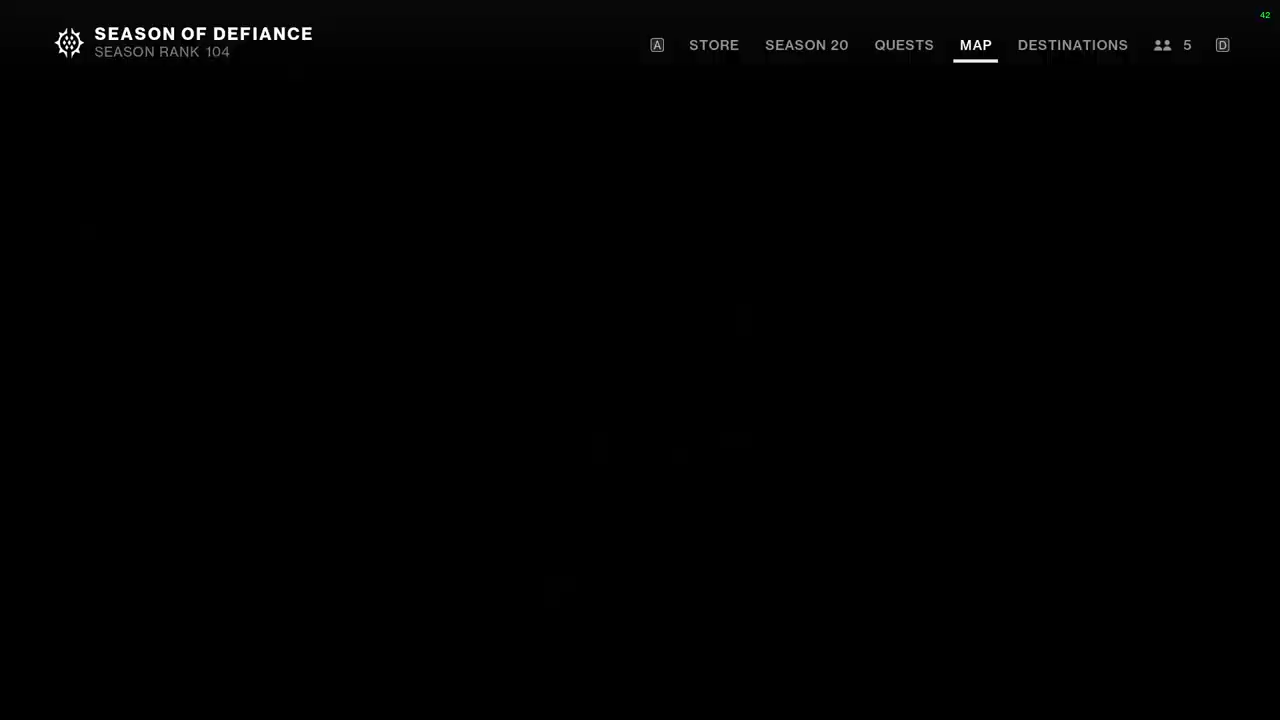 42
SEASON OF DEFIANCE
SEASON RANK 104
A STORE SEASON 20 QUESTS MAP DESTINATIONS 5 D